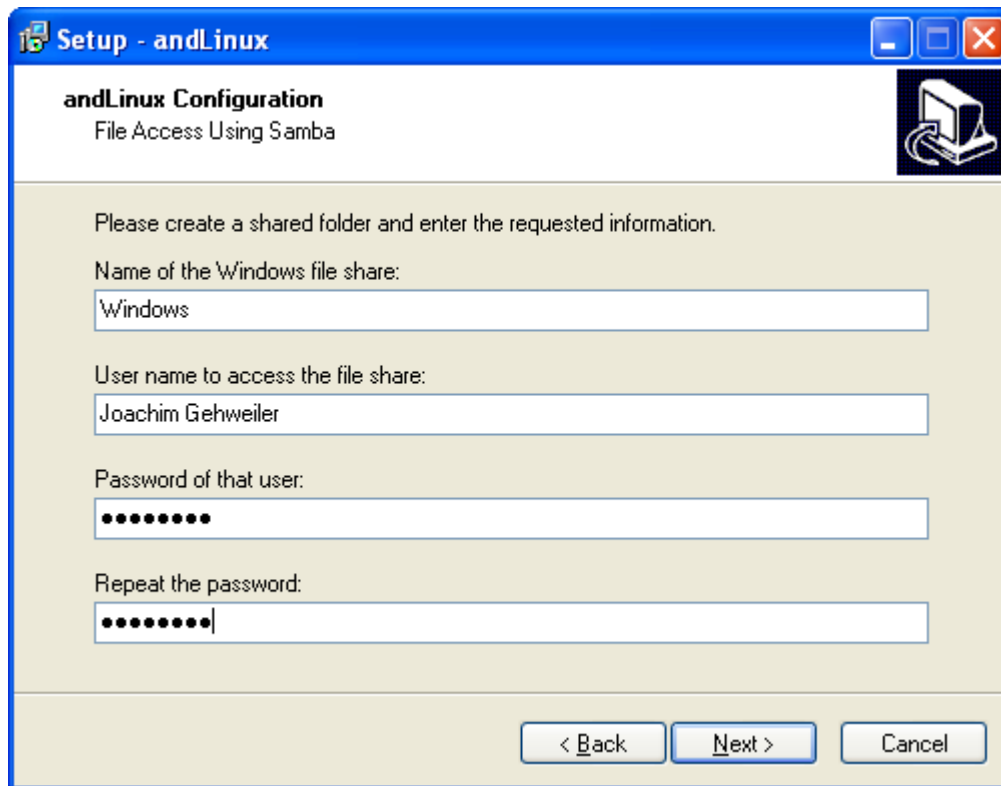 Setup - andLinux
andLinux Configuration
File Access Using Samba
Please create a shared folder and enter the requested information.
Name of the Windows file share:
Windows
User name to access the file share:
Joachim Gehweiler
Password of that user:
●●●●●●●●
Repeat the password:
●●●●●●●●
< Back Next > Cancel